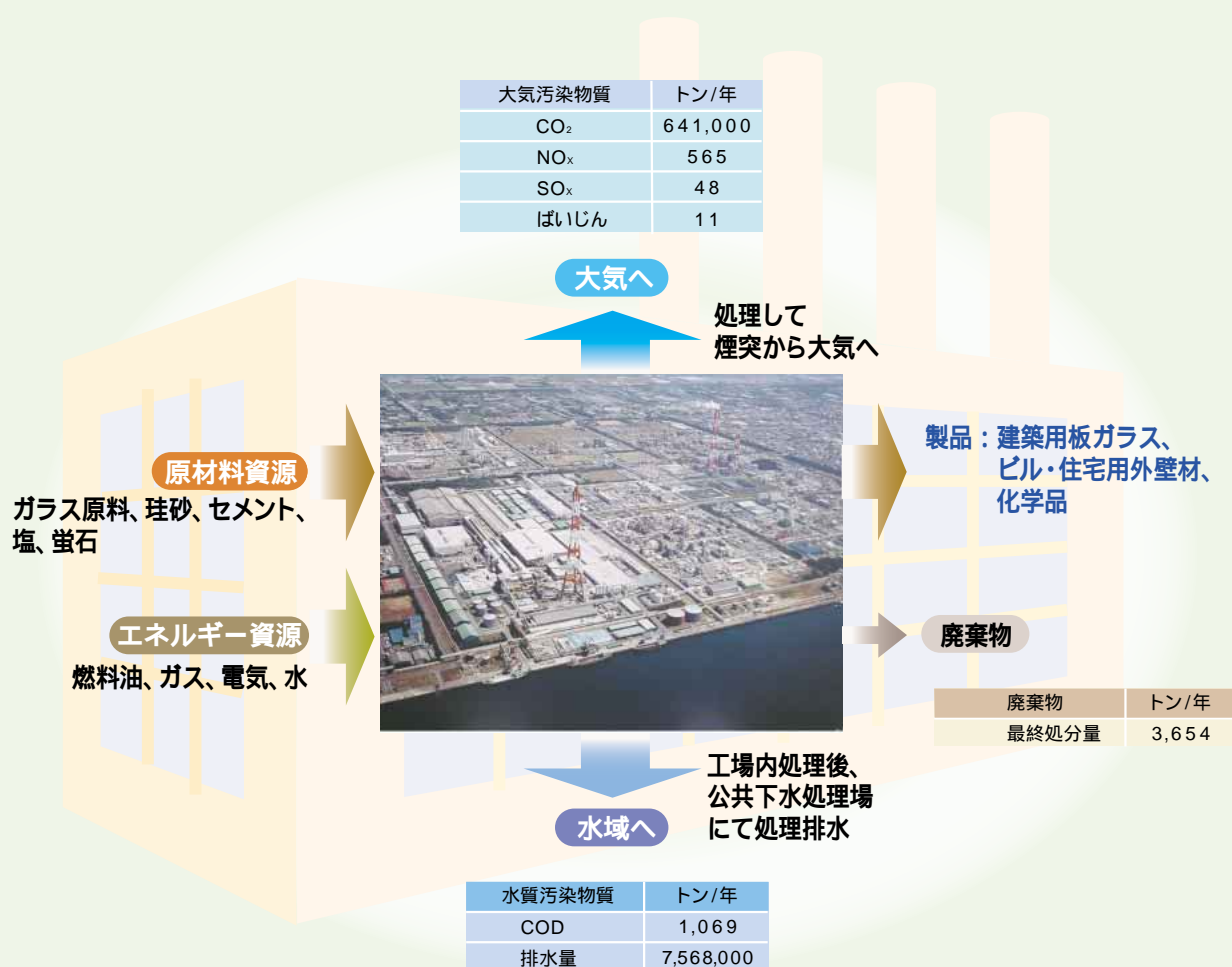 大気汚染物質 トン/年
CO₂ 641,000
NOx 565
SOx 48
ばいじん 11
大気へ
処理して
煙突から大気へ
原材料資源
ガラス原料、珪砂、セメント、
塩、蛍石
エネルギー資源
燃料油、ガス、電気、水
製品：建築用板ガラス、
ビル・住宅用外壁材、
化学品
廃棄物
廃棄物 トン/年
最終処分量 3,654
工場内処理後、
公共下水処理場
にて処理排水
水域へ
水質汚染物質 トン/年
COD 1,069
排水量 7,568,000